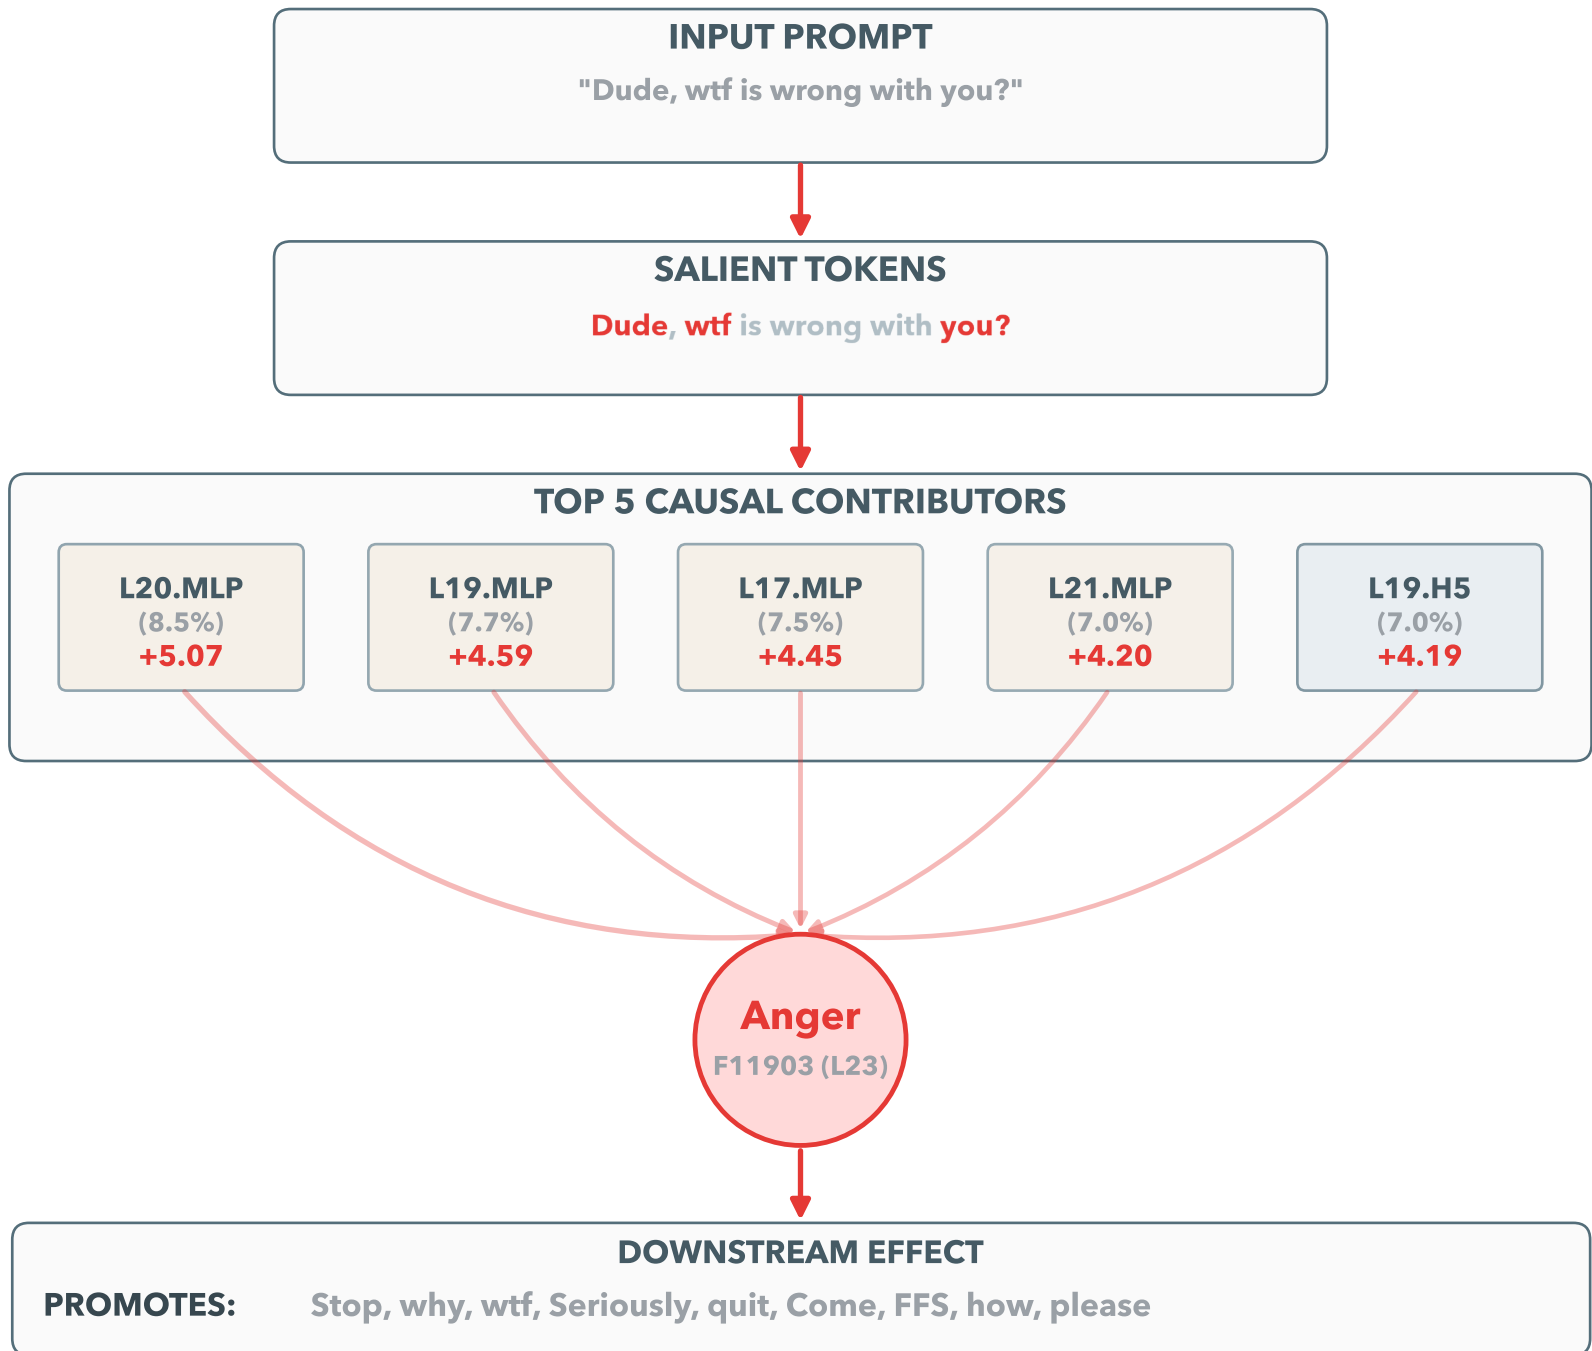 INPUT PROMPT
"Dude, wtf is wrong with you?"
SALIENT TOKENS
Dude, wtf is wrong with you?
TOP 5 CAUSAL CONTRIBUTORS
L20.MLP
(8.5%)
+5.07
L19.MLP
(7.7%)
+4.59
L17.MLP
(7.5%)
+4.45
L21.MLP
(7.0%)
+4.20
L19.H5
(7.0%)
+4.19
Anger
F11903 (L23)
DOWNSTREAM EFFECT
PROMOTES: Stop, why, wtf, Seriously, quit, Come, FFS, how, please